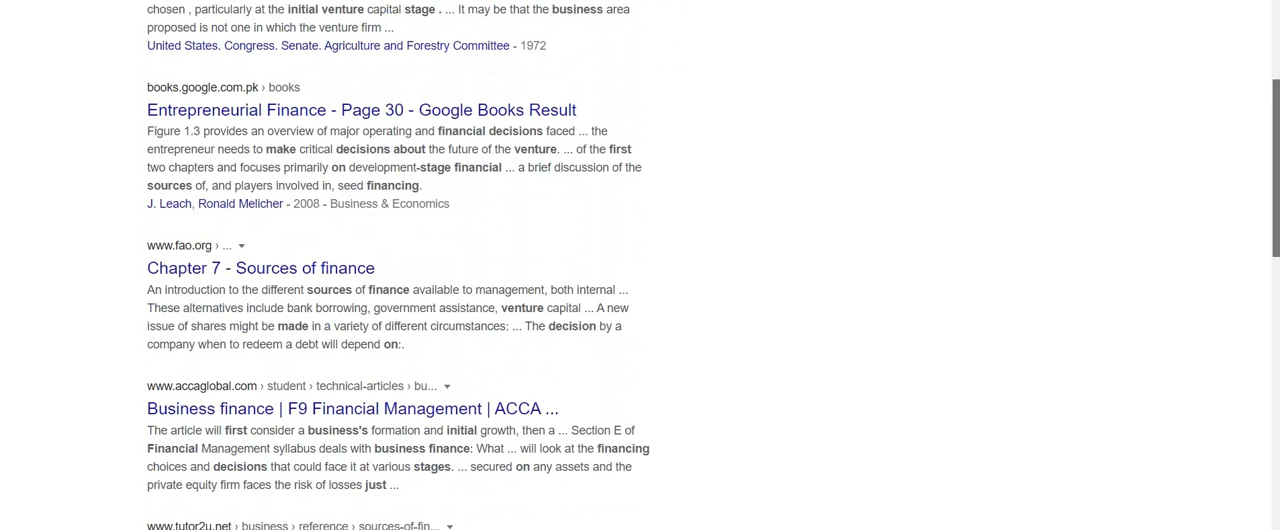 chosen , particularly at the initial venture capital stage . ... It may be that the business area
proposed is not one in which the venture firm ...
United States. Congress. Senate. Agriculture and Forestry Committee - 1972
books.google.com.pk › books
Entrepreneurial Finance - Page 30 - Google Books Result
Figure 1.3 provides an overview of major operating and financial decisions faced ... the
entrepreneur needs to make critical decisions about the future of the venture. ... of the first
two chapters and focuses primarily on development-stage financial ... a brief discussion of the
sources of, and players involved in, seed financing.
J. Leach, Ronald Melicher - 2008 - Business & Economics
www.fao.org › ...
Chapter 7 - Sources of finance
An introduction to the different sources of finance available to management, both internal ...
These alternatives include bank borrowing, government assistance, venture capital ... A new
issue of shares might be made in a variety of different circumstances: ... The decision by a
company when to redeem a debt will depend on:.
www.accaglobal.com › student › technical-articles › bu...
Business finance | F9 Financial Management | ACCA ...
The article will first consider a business's formation and initial growth, then a ... Section E of
Financial Management syllabus deals with business finance: What ... will look at the financing
choices and decisions that could face it at various stages. ... secured on any assets and the
private equity firm faces the risk of losses just ...
www.tutor2u.net › business › reference › sources-of-fin...